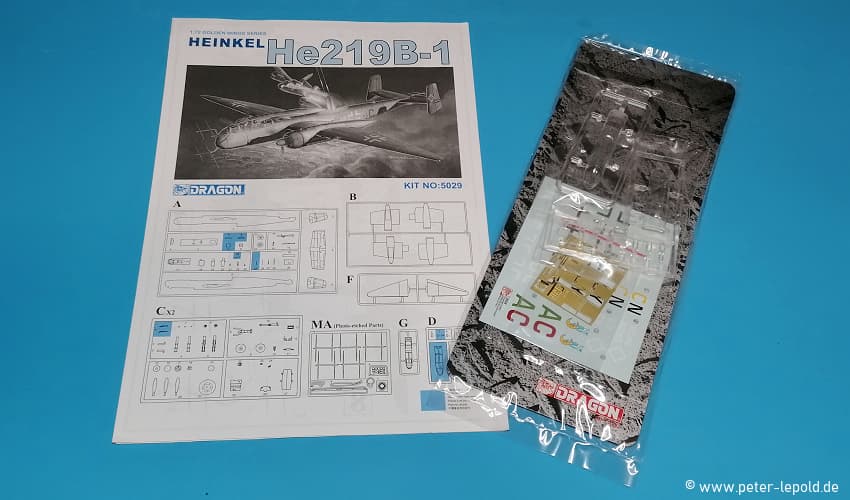 1:72 GOLDEN WINGS SERIES
HEINKEL He219B-1
DRAGON
KIT NO:5029
A
B
F
Cx2
MA (Photo-etched Parts)
G
D
C N
A A
C C
DRAGON
© www.peter-lepold.de